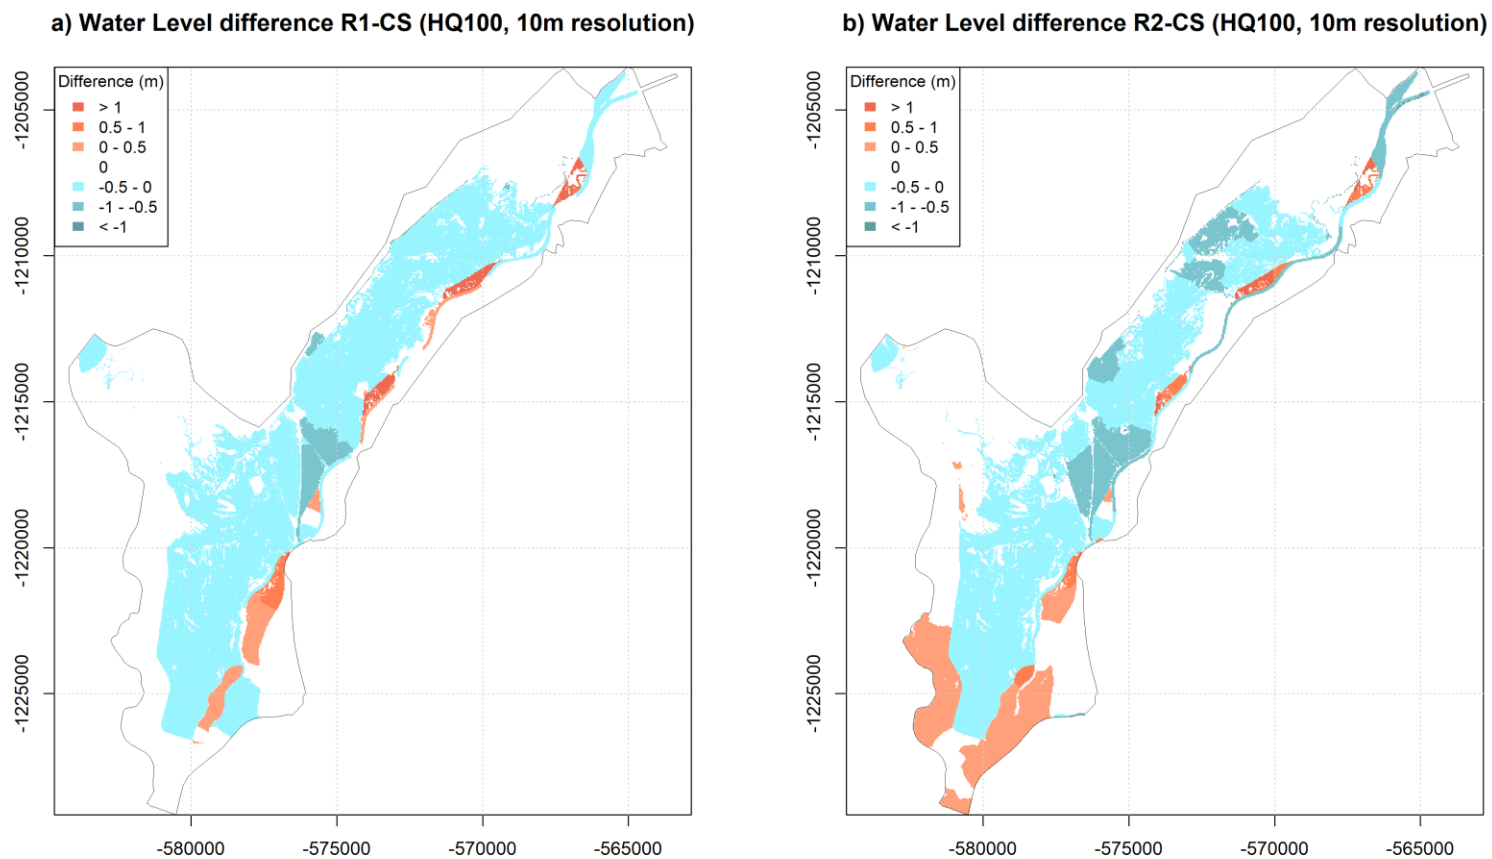 a) Water Level difference R1-CS (HQ100, 10m resolution)
Difference (m)
> 1
0.5 - 1
0 - 0.5
0
-0.5 - 0
-1 - -0.5
< -1
-1205000
-1210000
-1215000
-1220000
-1225000
-580000
-575000
-570000
-565000
b) Water Level difference R2-CS (HQ100, 10m resolution)
Difference (m)
> 1
0.5 - 1
0 - 0.5
0
-0.5 - 0
-1 - -0.5
< -1
-1205000
-1210000
-1215000
-1220000
-1225000
-580000
-575000
-570000
-565000